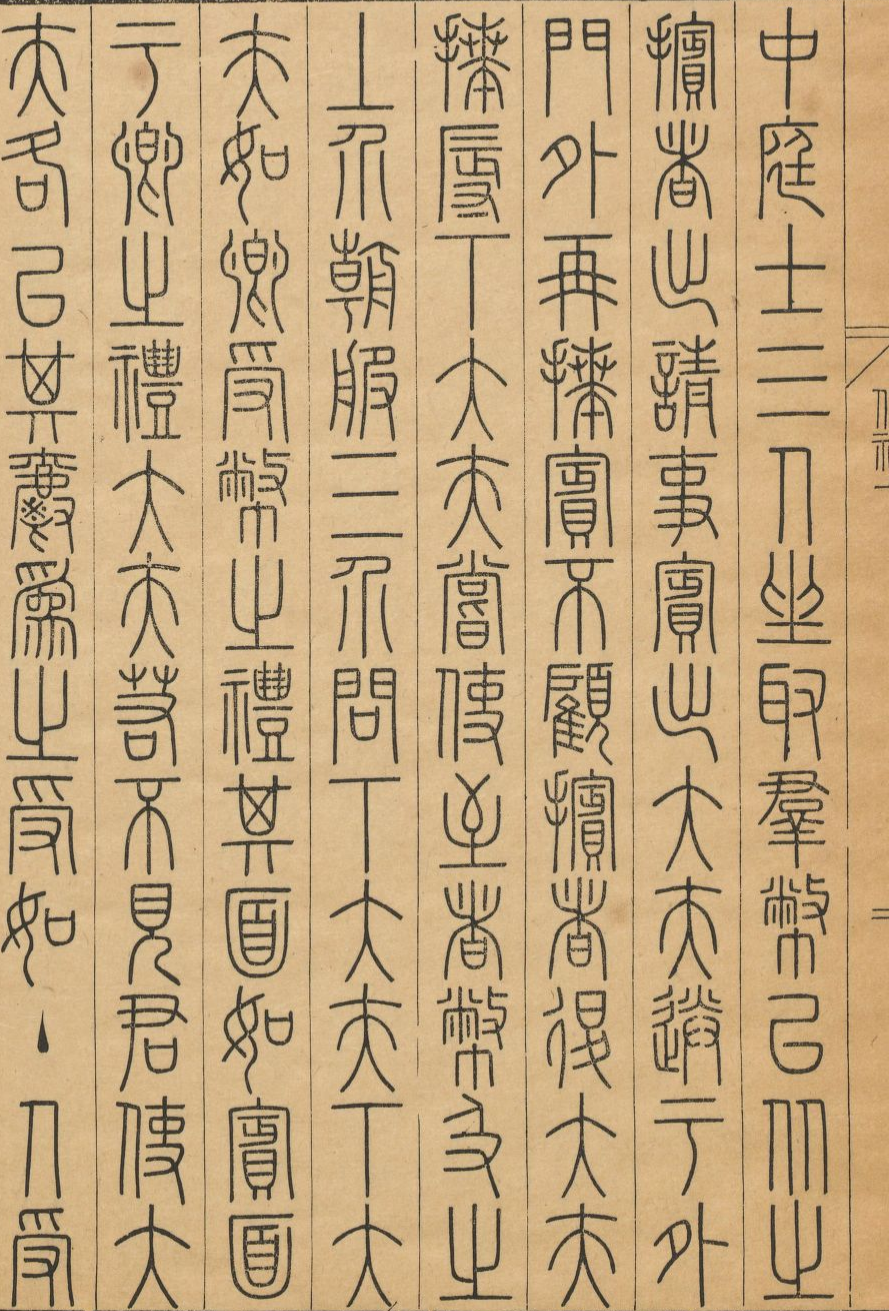 中庭士三人坐取羣幣㠯从之
擯者出請事賓出大夫送于外
門外再拜賓不顧擯者退大夫
拜辱下大夫嘗使至者幣及之
上介朝服三介問下大夫下大
夫如卿受幣之禮其面如賓面
于卿之禮大夫若不見君使大
夫各㠯其爵爲之受如主人受